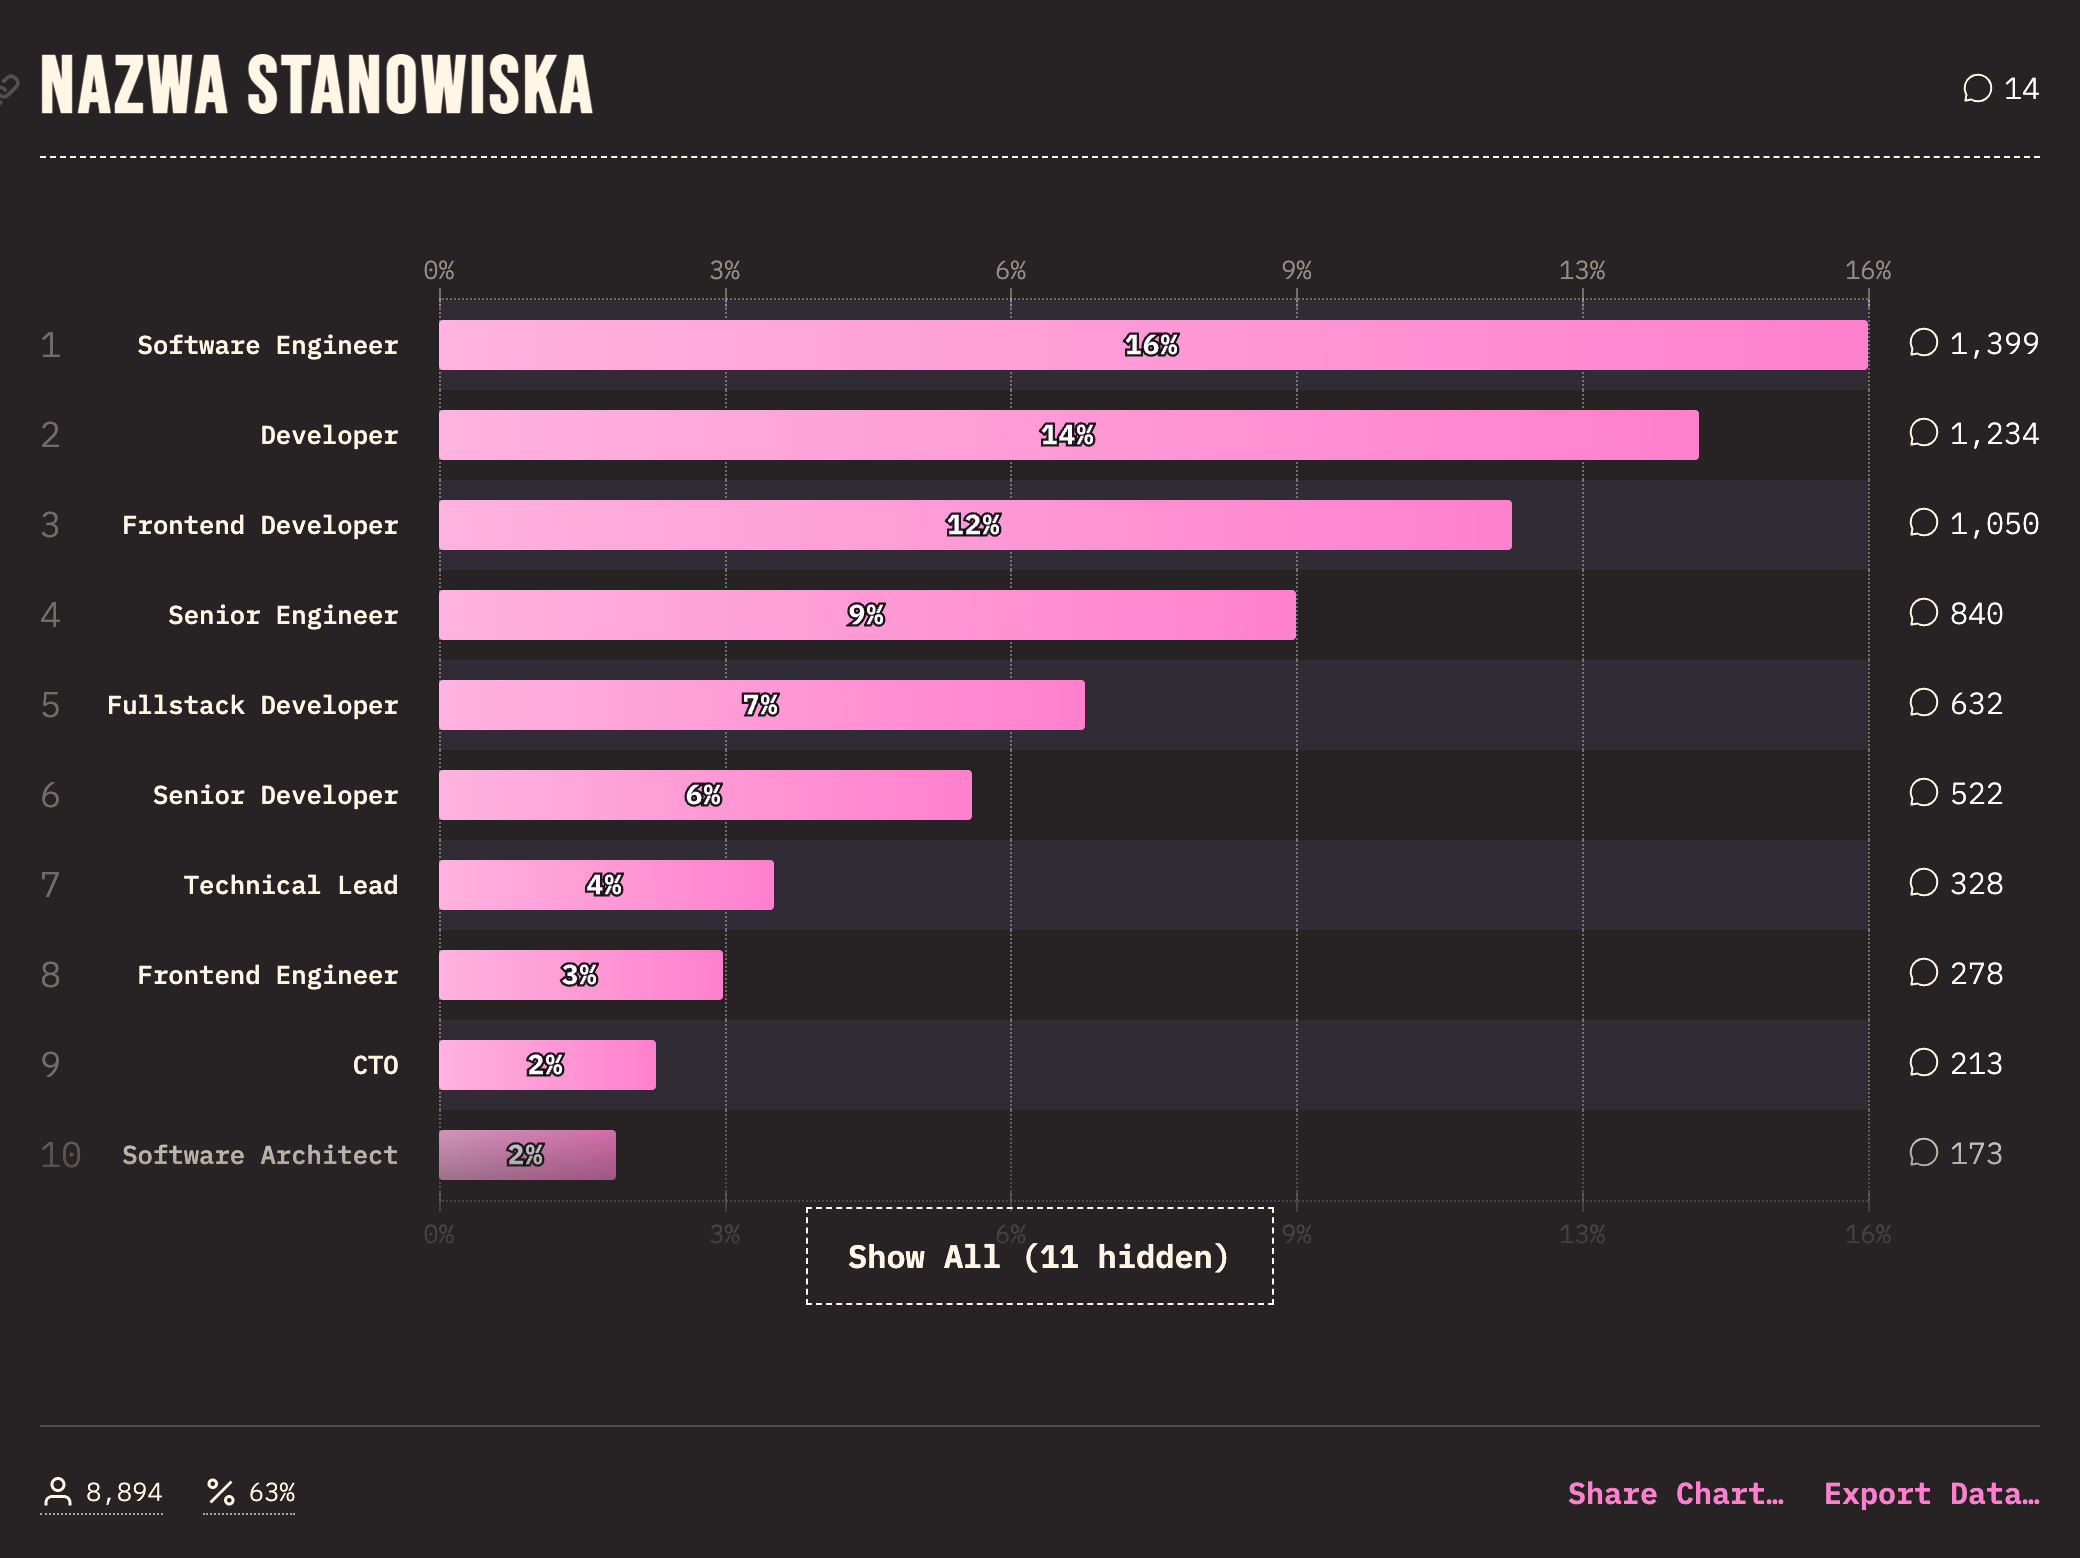 NAZWA STANOWISKA
14
0% 3% 6% 9% 13% 16%
1 Software Engineer 16% 1,399
2 Developer 14% 1,234
3 Frontend Developer 12% 1,050
4 Senior Engineer 9% 840
5 Fullstack Developer 7% 632
6 Senior Developer 6% 522
7 Technical Lead 4% 328
8 Frontend Engineer 3% 278
9 CTO 2% 213
10 Software Architect 2% 173
0% 3% 6% 9% 13% 16%
Show All (11 hidden)
8,894 63% Share Chart… Export Data…